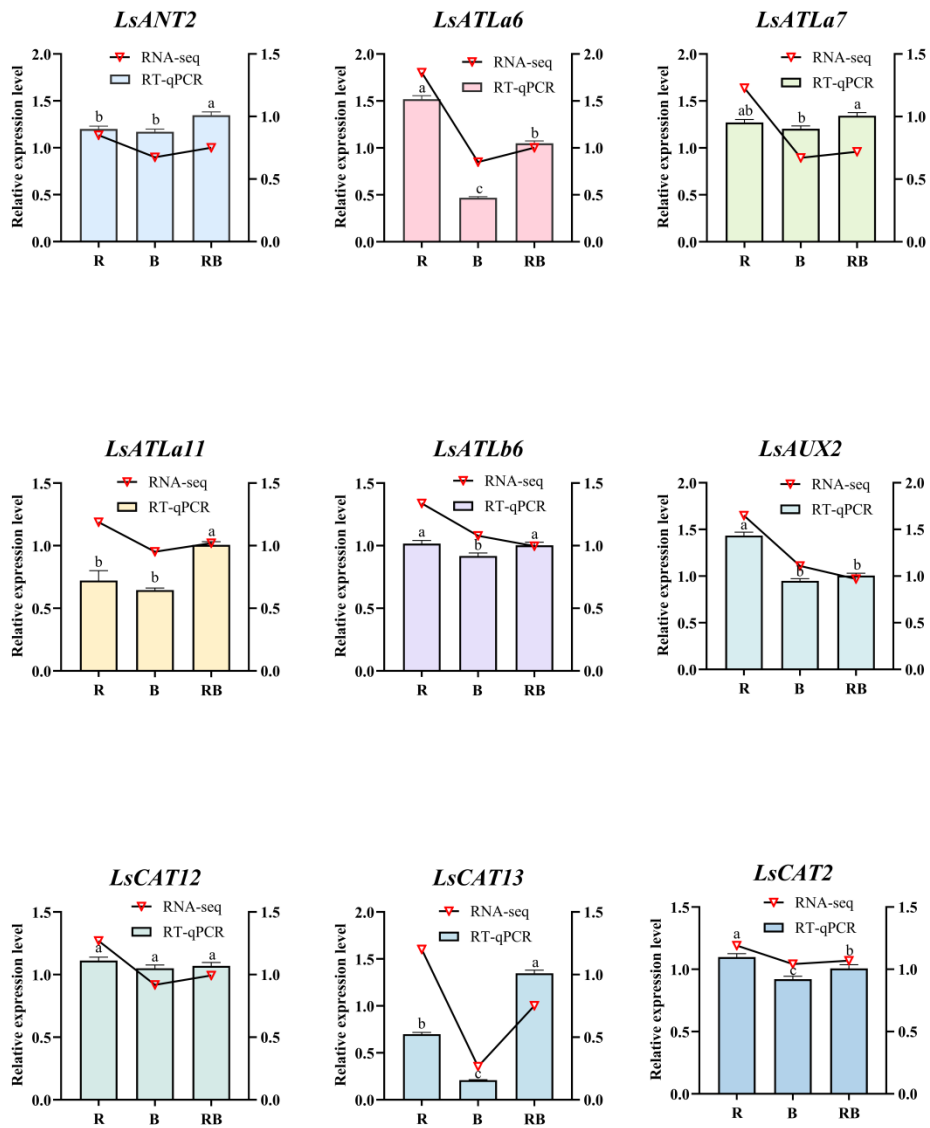 LsANT2
LsATLa6
LsATLa7
Relative expression level
2.0
1.5
1.0
0.5
0.0
RNA-seq
RT-qPCR
b
b
a
R
B
RB
1.5
1.0
0.5
0.0
Relative expression level
2.0
1.5
1.0
0.5
0.0
RNA-seq
RT-qPCR
a
c
b
R
B
RB
2.0
1.5
1.0
0.5
0.0
Relative expression level
2.0
1.5
1.0
0.5
0.0
RNA-seq
RT-qPCR
ab
b
a
R
B
RB
1.5
1.0
0.5
0.0
LsATLa11
LsATLb6
LsAUX2
Relative expression level
1.5
1.0
0.5
0.0
RNA-seq
RT-qPCR
b
b
a
R
B
RB
1.5
1.0
0.5
0.0
Relative expression level
1.5
1.0
0.5
0.0
RNA-seq
RT-qPCR
a
b
a
R
B
RB
1.5
1.0
0.5
0.0
Relative expression level
2.0
1.5
1.0
0.5
0.0
RNA-seq
RT-qPCR
a
b
b
R
B
RB
2.0
1.5
1.0
0.5
0.0
LsCAT12
LsCAT13
LsCAT2
Relative expression level
1.5
1.0
0.5
0.0
RNA-seq
RT-qPCR
a
a
a
R
B
RB
1.5
1.0
0.5
0.0
Relative expression level
2.0
1.5
1.0
0.5
0.0
RNA-seq
RT-qPCR
b
c
a
R
B
RB
1.5
1.0
0.5
0.0
Relative expression level
1.5
1.0
0.5
0.0
RNA-seq
RT-qPCR
a
c
b
R
B
RB
1.5
1.0
0.5
0.0